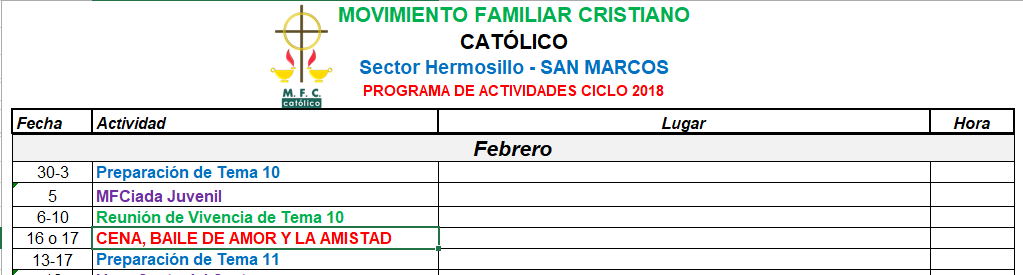 MOVIMIENTO FAMILIAR CRISTIANO
CATÓLICO
Sector Hermosillo - SAN MARCOS
PROGRAMA DE ACTIVIDADES CICLO 2018
M. F. C.
católico
Fecha Actividad Lugar Hora
Febrero
30-3 Preparación de Tema 10
5 MFCiada Juvenil
6-10 Reunión de Vivencia de Tema 10
16 o 17 CENA, BAILE DE AMOR Y LA AMISTAD
13-17 Preparación de Tema 11